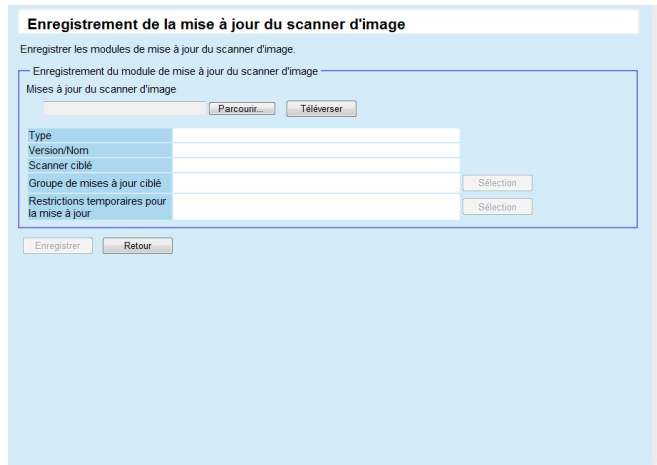 Enregistrement de la mise à jour du scanner d'image
Enregistrer les modules de mise à jour du scanner d'image.
Enregistrement du module de mise à jour du scanner d'image
Mises à jour du scanner d'image
Parcourir... Téléverser
Type
Version/Nom
Scanner ciblé
Groupe de mises à jour ciblé Sélection
Restrictions temporaires pour
la mise à jour Sélection
Enregistrer Retour